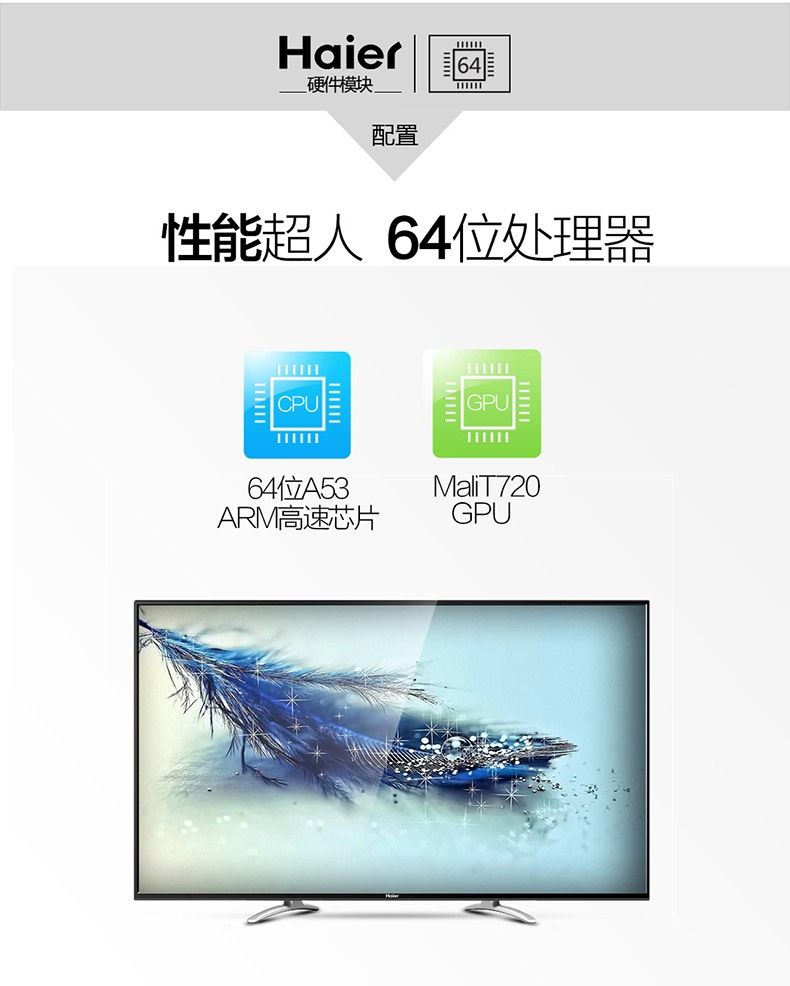 Haier
硬件模块
64
配置
性能超人 64位处理器
CPU
GPU
64位A53
ARM高速芯片
MaliT720
GPU
Haier